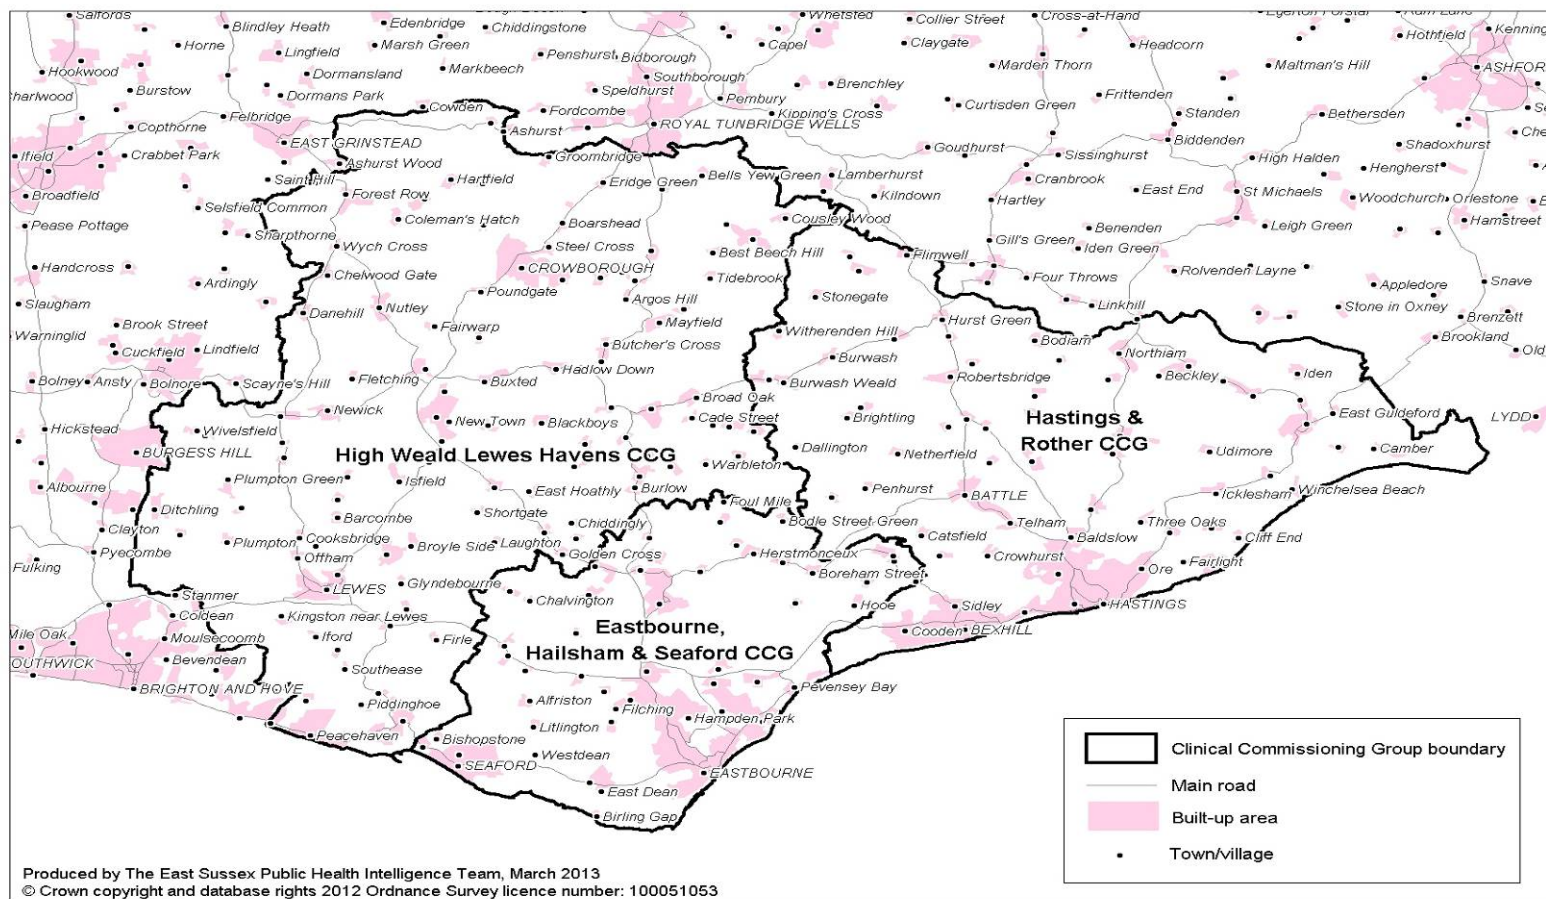 Salfords
Blindley Heath
Edenbridge
Chiddingstone
Whetsted
Collier Street
Cross-at-Hand
Hothfield
Horne
Lingfield
Marsh Green
Penshurst
Bidborough
Capel
Claygate
Headcorn
Hookwood
Dormansland
Markbeech
Southborough
Brenchley
Marden Thorn
Maltman's Hill
Burstow
Dormans Park
Speldhurst
Pembury
Curtisden Green
Frittenden
Copthorne
Felbridge
Cowden
Fordcombe
Kipping's Cross
Standen
Bethersden
Ifield
Crabbet Park
EAST GRINSTEAD
Ashurst
ROYAL TUNBRIDGE WELLS
Biddenden
Shadoxhurst
Ashurst Wood
Groombridge
Goudhurst
Sissinghurst
High Halden
Hengherst
Broadfield
Saint Hill
Forest Row
Hartfield
Eridge Green
Bells Yew Green
Lamberhurst
Kilndown
Cranbrook
East End
St Michaels
Woodchurch
Orlestone
Selsfield Common
Coleman's Hatch
Boarshead
Cousley Wood
Hartley
Benenden
Leigh Green
Hamstreet
Pease Pottage
Sharpthorne
Wych Cross
Steel Cross
Best Beech Hill
Flimwell
Gill's Green
Iden Green
Handcross
Ardingly
Chelwood Gate
CROWBOROUGH
Tidebrook
Four Throws
Rolvenden Layne
Appledore
Snave
Slaugham
Danehill
Nutley
Poundgate
Argos Hill
Stonegate
Linkhill
Stone in Oxney
Brenzett
Warninglid
Brook Street
Fairwarp
Mayfield
Witherenden Hill
Hurst Green
Bodiam
Brookland
Cuckfield
Lindfield
Butcher's Cross
Burwash
Northiam
Bolney
Ansty
Bolnore
Scayne's Hill
Fletching
Buxted
Hadlow Down
Burwash Weald
Robertsbridge
Beckley
Iden
Newick
New Town
Blackboys
Broad Oak
Cade Street
Brightling
Hastings &
Rother CCG
East Guldeford
LYDD
Hickstead
Wivelsfield
BURGESS HILL
High Weald Lewes Havens CCG
Dallington
Netherfield
Udimore
Camber
Albourne
Plumpton Green
Isfield
East Hoathly
Burlow
Warbleton
Penhurst
BATTLE
Icklesham
Winchelsea Beach
Ditchling
Barcombe
Shortgate
Chiddingly
Foul Mile
Bodle Street Green
Telham
Three Oaks
Clayton
Plumpton
Cooksbridge
Offham
Broyle Side
Laughton
Golden Cross
Herstmonceux
Catsfield
Baldslow
Cliff End
Pyecombe
Fulking
LEWES
Glyndebourne
Boreham Street
Crowhurst
Ore
Fairlight
Stanmer
Coldean
Kingston near Lewes
Chalvington
Hooe
Sidley
HASTINGS
Mile Oak
Moulsecoomb
Iford
Firle
Eastbourne,
Hailsham & Seaford CCG
Cooden
BEXHILL
Bevendean
Southease
BRIGHTON AND HOVE
Piddinghoe
Alfriston
Filching
Pevensey Bay
Peacehaven
Bishopstone
Litlington
Hampden Park
SEAFORD
Westdean
EASTBOURNE
East Dean
Birling Gap
Clinical Commissioning Group boundary
Main road
Built-up area
Town/village
Produced by The East Sussex Public Health Intelligence Team, March 2013
© Crown copyright and database rights 2012 Ordnance Survey licence number: 100051053